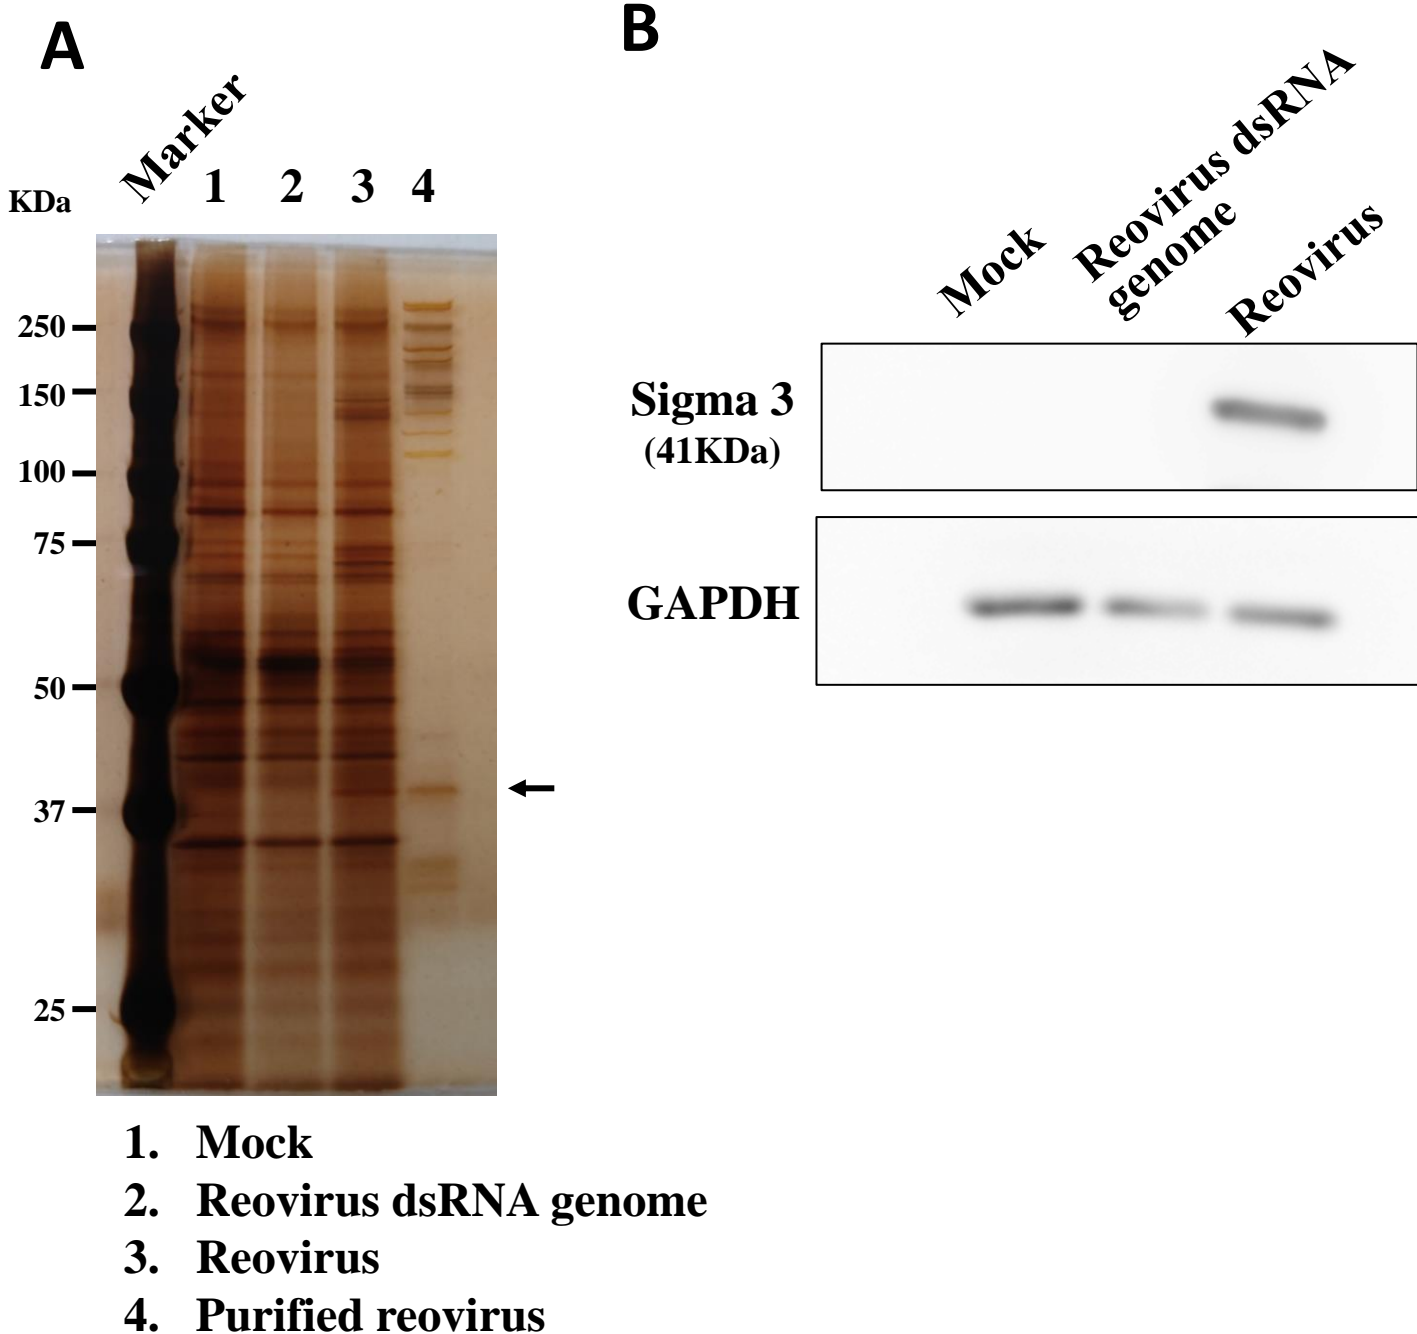 A
Marker
KDa
1 2 3 4
250
150
100
75
50
37
25
1. Mock
2. Reovirus dsRNA genome
3. Reovirus
4. Purified reovirus
B
Mock
Reovirus dsRNA
genome
Reovirus
Sigma 3
(41KDa)
GAPDH